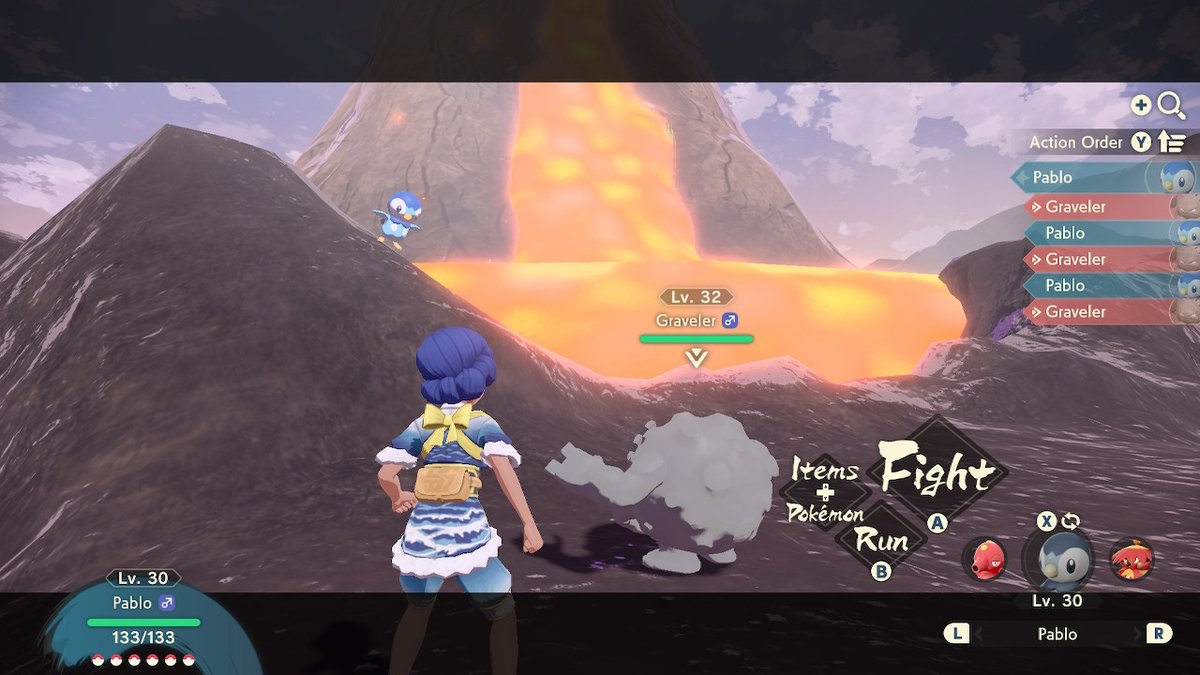 +
Action Order Y
Pablo
Graveler
Pablo
Graveler
Pablo
Graveler
Lv. 32
Graveler ♂
Items
+
Pokémon
Fight
A
Run
B
X
Lv. 30
L Pablo R
Lv. 30
Pablo ♂
133/133